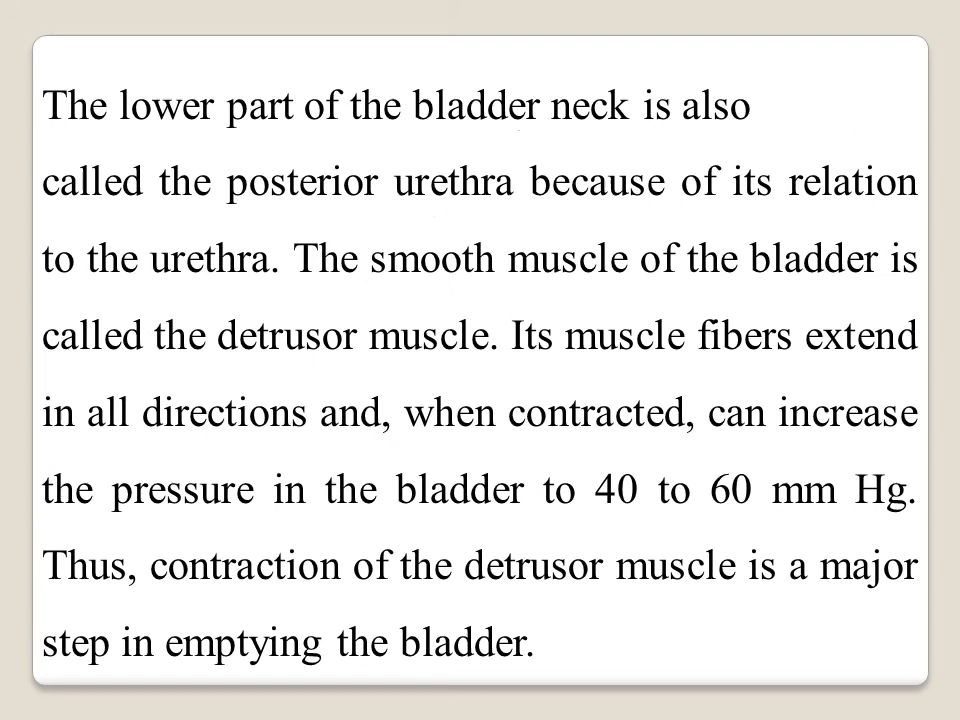 The lower part of the bladder neck is also
called the posterior urethra because of its relation
to the urethra. The smooth muscle of the bladder is
called the detrusor muscle. Its muscle fibers extend
in all directions and, when contracted, can increase
the pressure in the bladder to 40 to 60 mm Hg.
Thus, contraction of the detrusor muscle is a major
step in emptying the bladder.